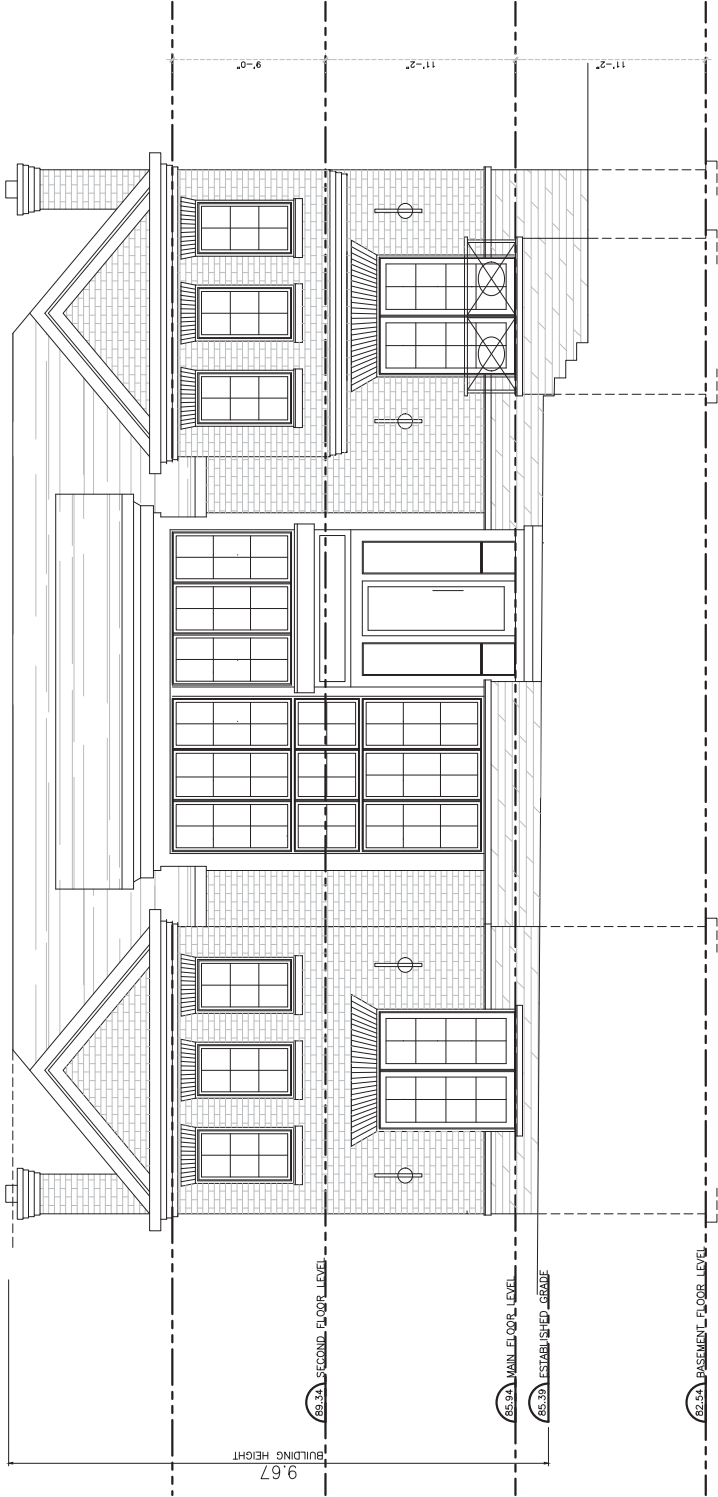 9'-0"
11'-2"
11'-2"
89.34 SECOND FLOOR LEVEL
85.94 MAIN FLOOR LEVEL
85.39 ESTABLISHED GRADE
82.54 BASEMENT FLOOR LEVEL
9.67
BUILDING HEIGHT